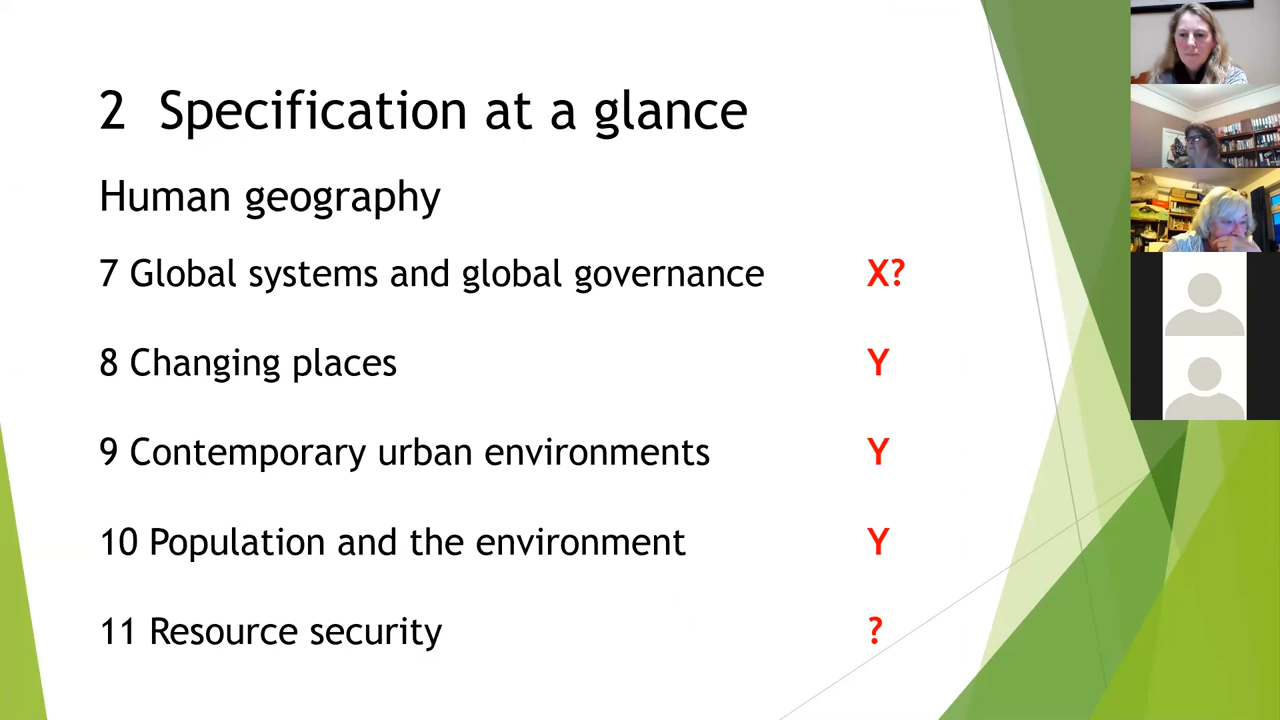 2 Specification at a glance
Human geography
7 Global systems and global governance X?
8 Changing places Y
9 Contemporary urban environments Y
10 Population and the environment Y
11 Resource security ?